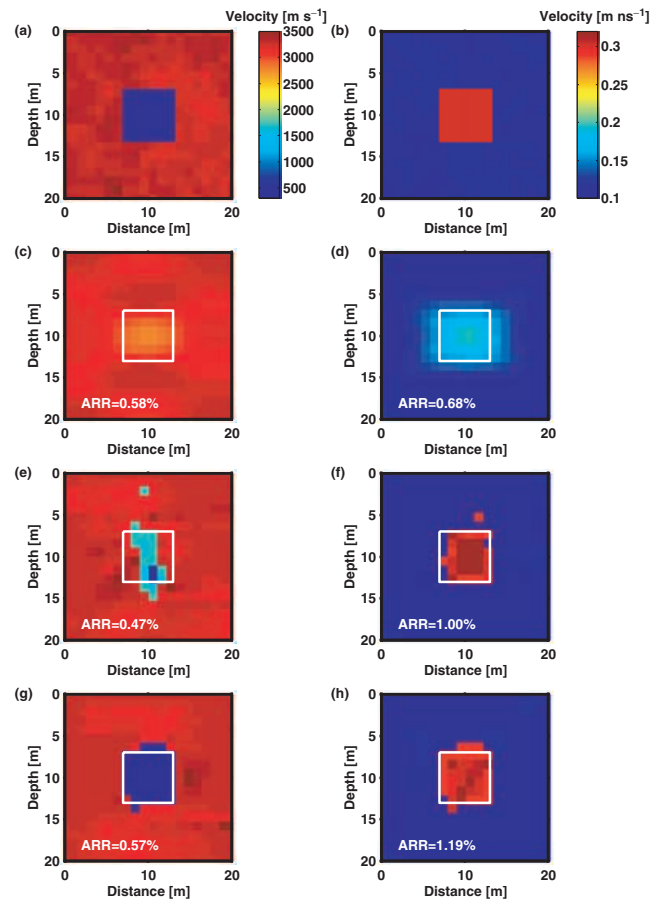 Velocity [m s⁻¹]
Velocity [m ns⁻¹]
(a)
0
5
10
15
20
Depth [m]
0
10
20
Distance [m]
3500
3000
2500
2000
1500
1000
500
(b)
0
5
10
15
20
Depth [m]
0
10
20
Distance [m]
0.3
0.25
0.2
0.15
0.1
(c)
0
5
10
15
20
Depth [m]
ARR=0.58%
0
10
20
Distance [m]
(d)
0
5
10
15
20
Depth [m]
ARR=0.68%
0
10
20
Distance [m]
(e)
0
5
10
15
20
Depth [m]
ARR=0.47%
0
10
20
Distance [m]
(f)
0
5
10
15
20
Depth [m]
ARR=1.00%
0
10
20
Distance [m]
(g)
0
5
10
15
20
Depth [m]
ARR=0.57%
0
10
20
Distance [m]
(h)
0
5
10
15
20
Depth [m]
ARR=1.19%
0
10
20
Distance [m]